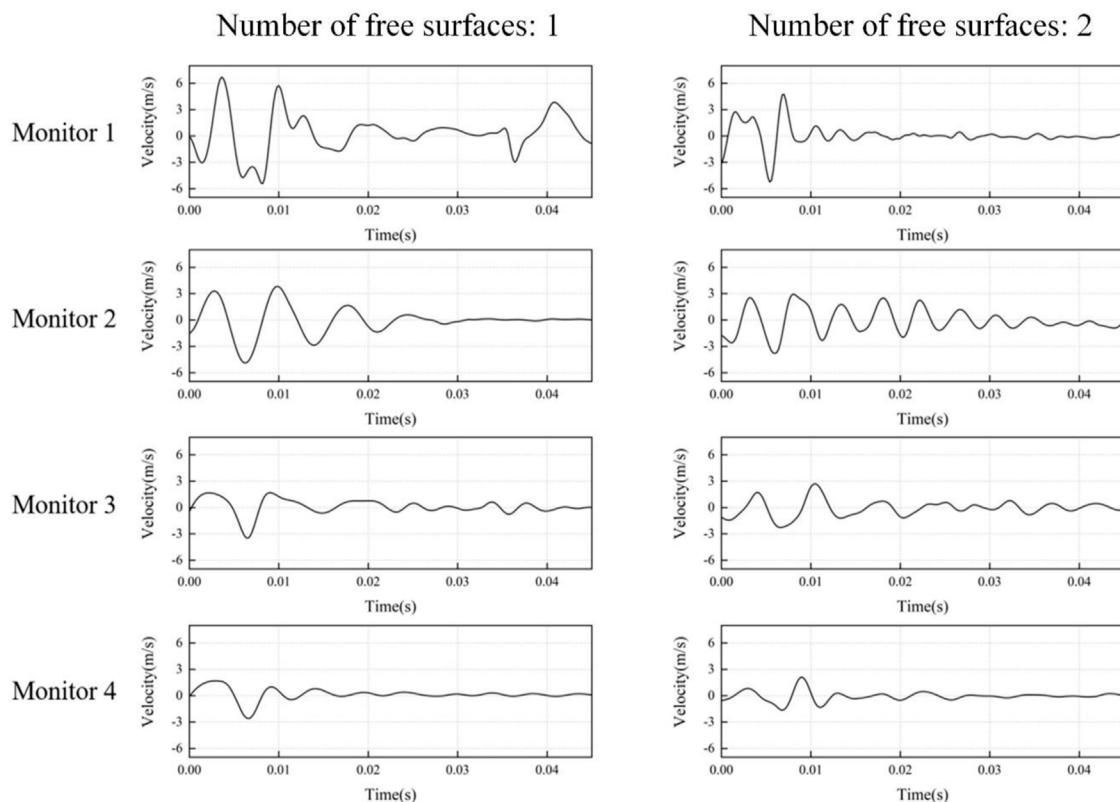 Number of free surfaces: 1
Number of free surfaces: 2
Monitor 1
Velocity(m/s)
6
3
0
-3
-6
0.00 0.01 0.02 0.03 0.04
Time(s)
Velocity(m/s)
6
3
0
-3
-6
0.00 0.01 0.02 0.03 0.04
Time(s)
Monitor 2
Velocity(m/s)
6
3
0
-3
-6
0.00 0.01 0.02 0.03 0.04
Time(s)
Velocity(m/s)
6
3
0
-3
-6
0.00 0.01 0.02 0.03 0.04
Time(s)
Monitor 3
Velocity(m/s)
6
3
0
-3
-6
0.00 0.01 0.02 0.03 0.04
Time(s)
Velocity(m/s)
6
3
0
-3
-6
0.00 0.01 0.02 0.03 0.04
Time(s)
Monitor 4
Velocity(m/s)
6
3
0
-3
-6
0.00 0.01 0.02 0.03 0.04
Time(s)
Velocity(m/s)
6
3
0
-3
-6
0.00 0.01 0.02 0.03 0.04
Time(s)